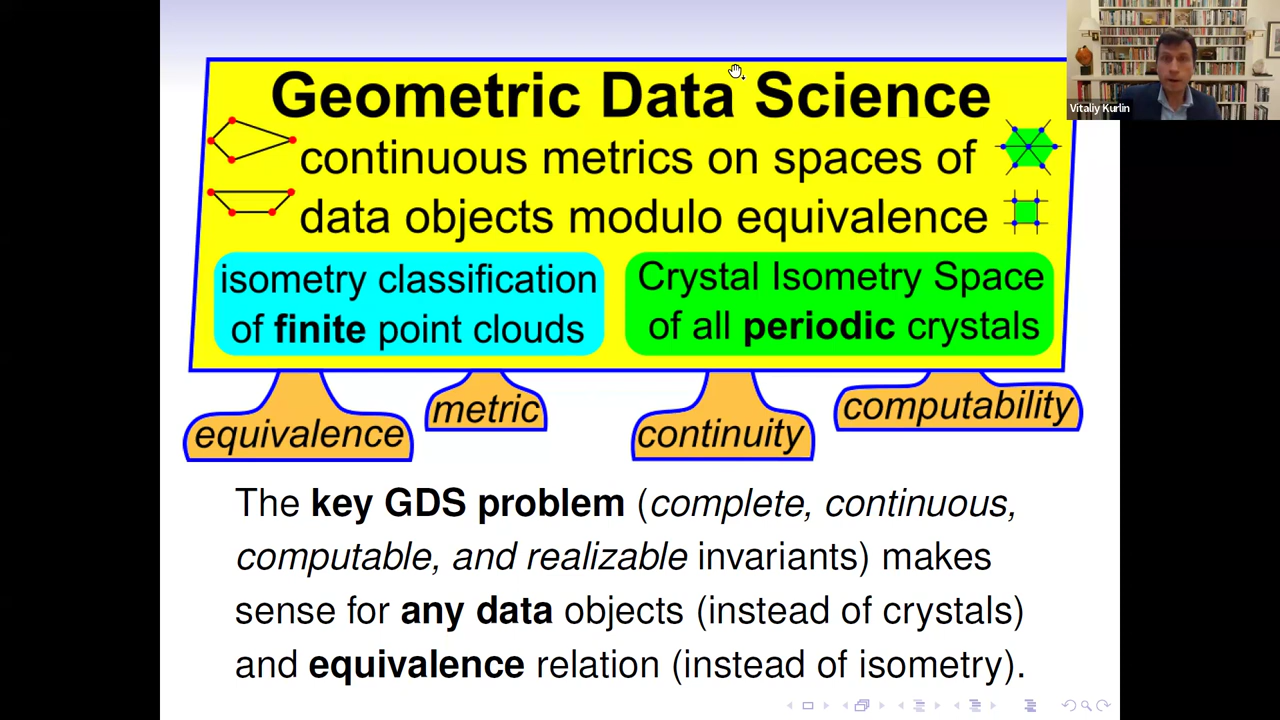 Geometric Data Science
continuous metrics on spaces of
data objects modulo equivalence
isometry classification
of finite point clouds
Crystal Isometry Space
of all periodic crystals
equivalence
metric
continuity
computability
The key GDS problem (complete, continuous,
computable, and realizable invariants) makes
sense for any data objects (instead of crystals)
and equivalence relation (instead of isometry).
Vitaliy Kurlin